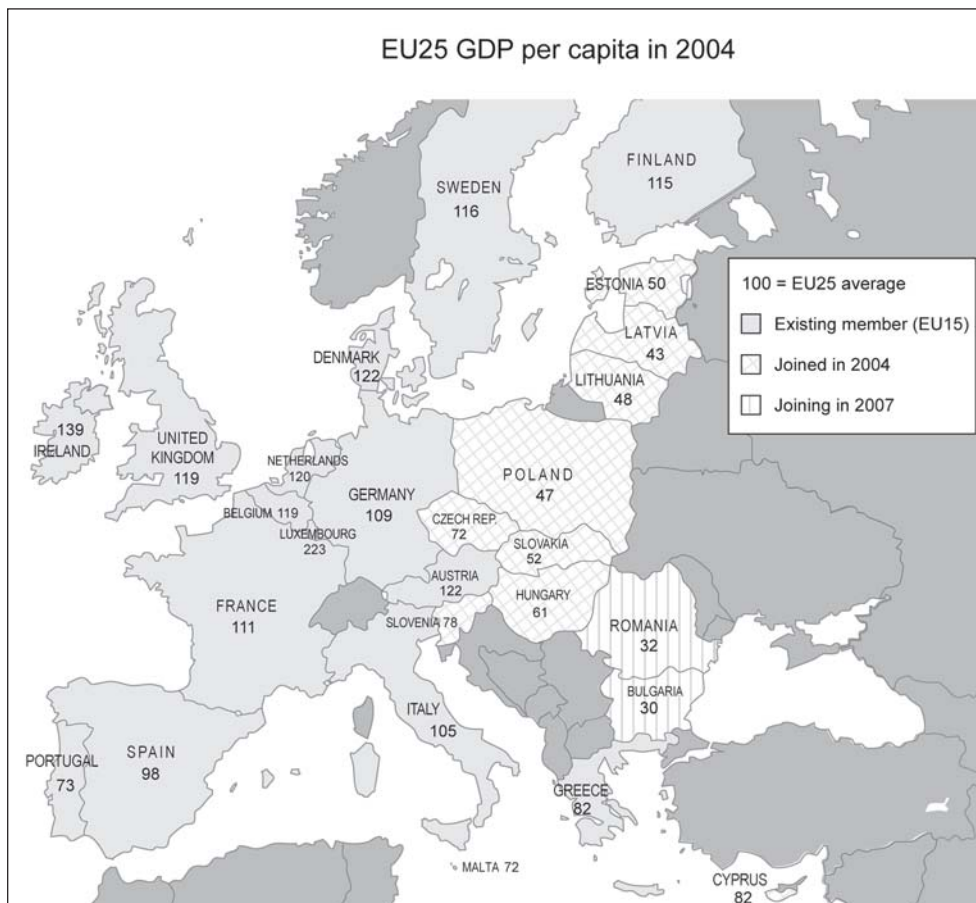 EU25 GDP per capita in 2004
FINLAND
115
SWEDEN
116
100 = EU25 average
Existing member (EU15)
Joined in 2004
Joining in 2007
ESTONIA 50
LATVIA
43
LITHUANIA
48
DENMARK
122
139
IRELAND
UNITED
KINGDOM
119
NETHERLANDS
120
GERMANY
109
POLAND
47
BELGIUM 119
LUXEMBOURG
223
CZECH REP.
72
SLOVAKIA
52
AUSTRIA
122
HUNGARY
61
FRANCE
111
SLOVENIA 78
ROMANIA
32
BULGARIA
30
ITALY
105
PORTUGAL
73
SPAIN
98
GREECE
82
MALTA 72
CYPRUS
82